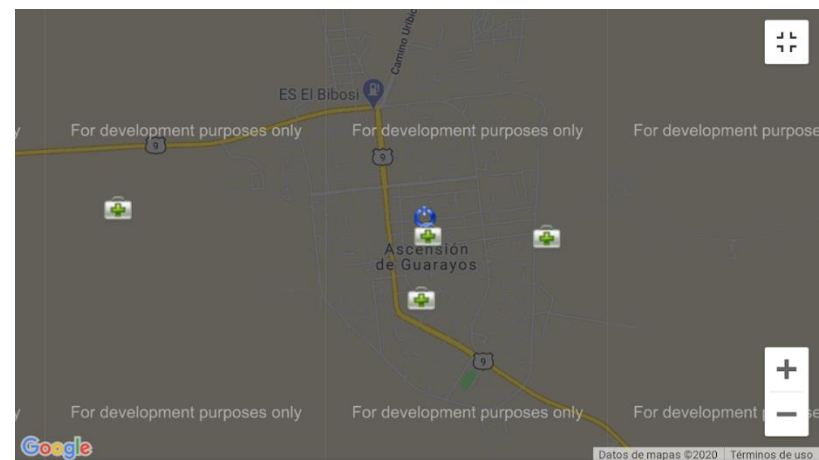 Camino Uribic
ES El Bibosi
y For development purposes only For development purposes only For development purpose
9
9
Ascensión
de Guarayos
9
y For development purposes only For development purposes only For development p se
Google
Datos de mapas ©2020 Términos de uso